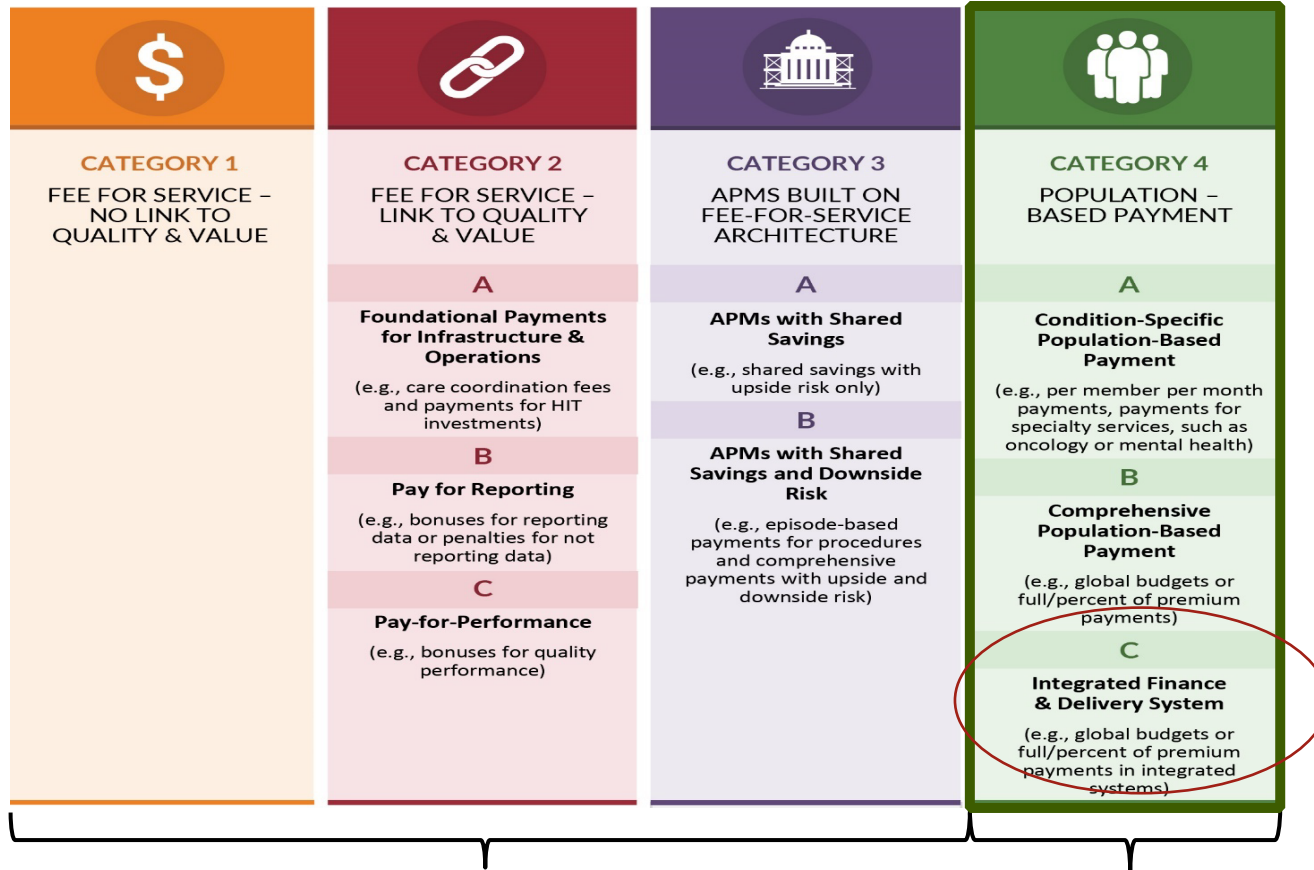 $
CATEGORY 1
FEE FOR SERVICE –
NO LINK TO
QUALITY & VALUE
CATEGORY 2
FEE FOR SERVICE –
LINK TO QUALITY
& VALUE
A
Foundational Payments
for Infrastructure &
Operations
(e.g., care coordination fees
and payments for HIT
investments)
B
Pay for Reporting
(e.g., bonuses for reporting
data or penalties for not
reporting data)
C
Pay-for-Performance
(e.g., bonuses for quality
performance)
CATEGORY 3
APMS BUILT ON
FEE-FOR-SERVICE
ARCHITECTURE
A
APMs with Shared
Savings
(e.g., shared savings with
upside risk only)
B
APMs with Shared
Savings and Downside
Risk
(e.g., episode-based
payments for procedures
and comprehensive
payments with upside and
downside risk)
CATEGORY 4
POPULATION –
BASED PAYMENT
A
Condition-Specific
Population-Based
Payment
(e.g., per member per month
payments, payments for
specialty services, such as
oncology or mental health)
B
Comprehensive
Population-Based
Payment
(e.g., global budgets or
full/percent of premium
payments)
C
Integrated Finance
& Delivery System
(e.g., global budgets or
full/percent of premium
payments in integrated
systems)